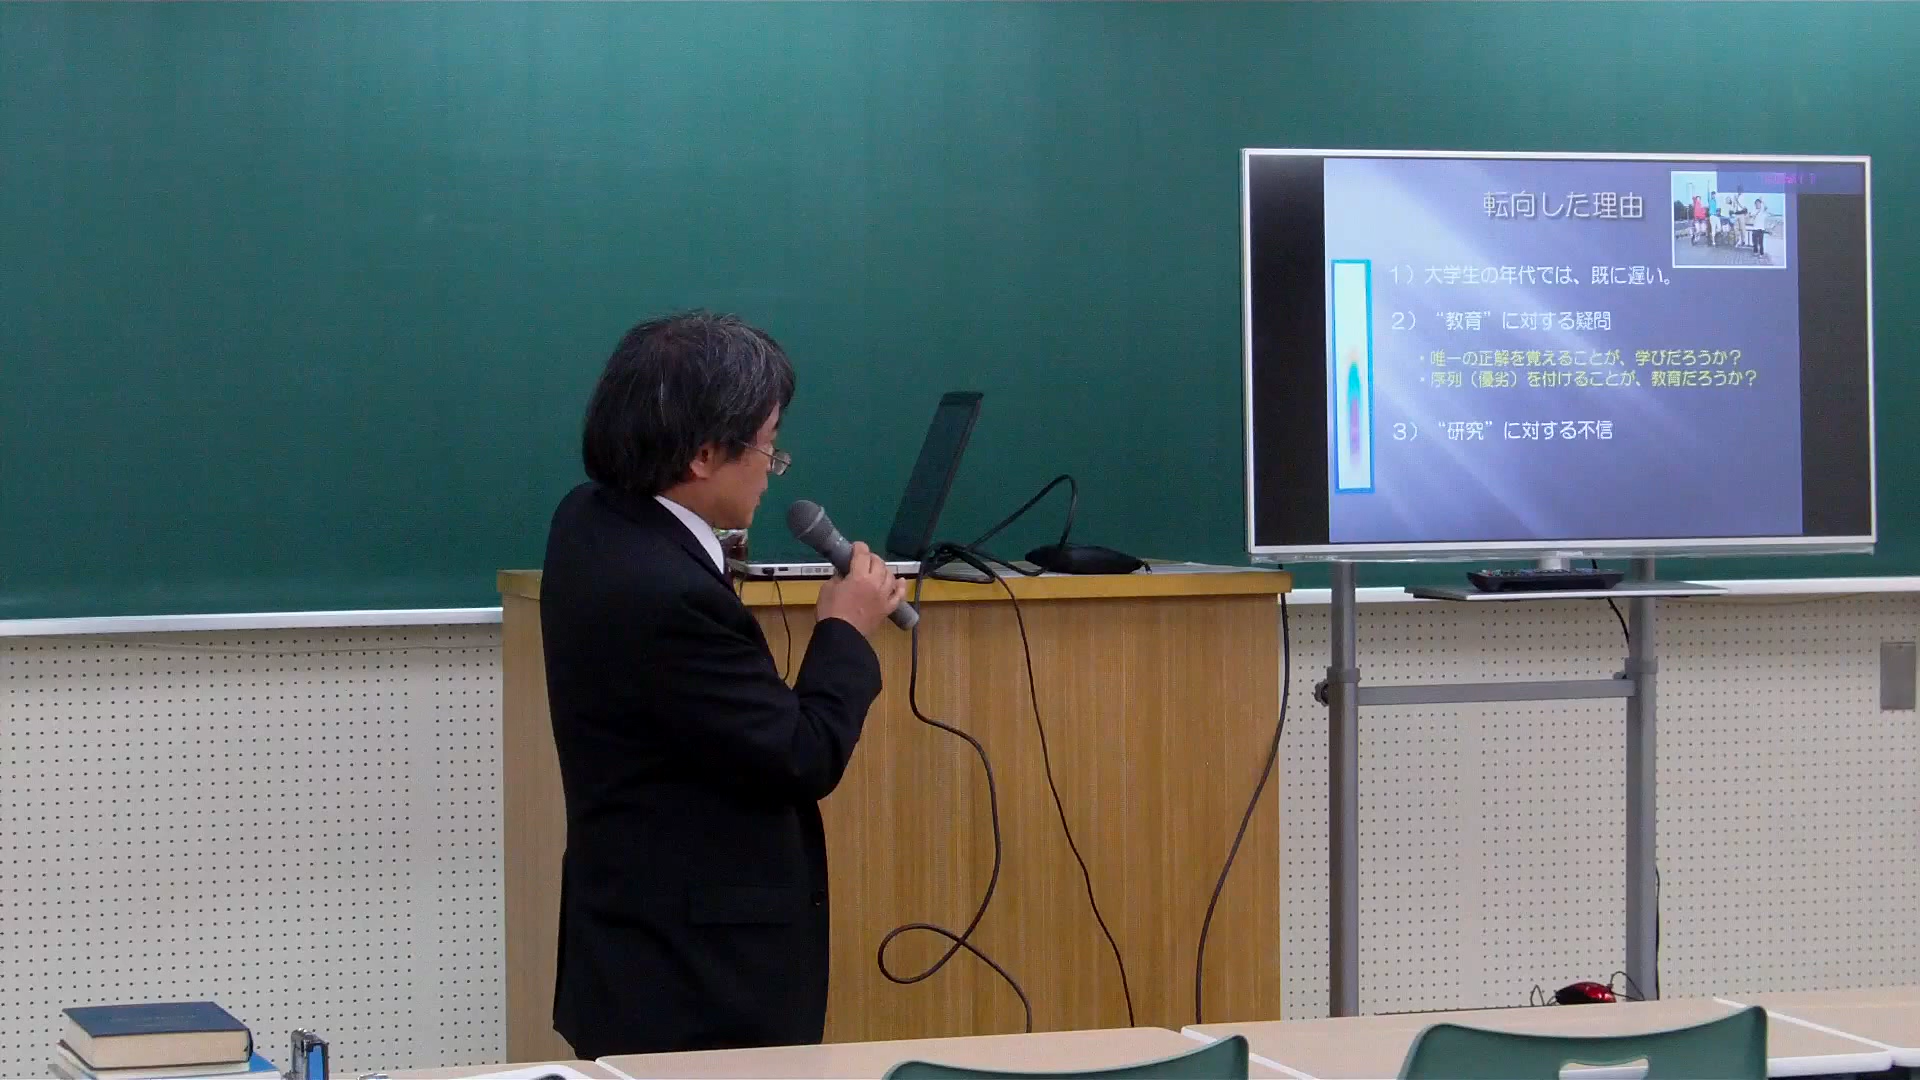 転向した理由
１）大学生の年代では、既に遅い。
２）“教育”に対する疑問
・唯一の正解を覚えることが、学びだろうか？
・序列（優劣）を付けることが、教育だろうか？
３）“研究”に対する不信